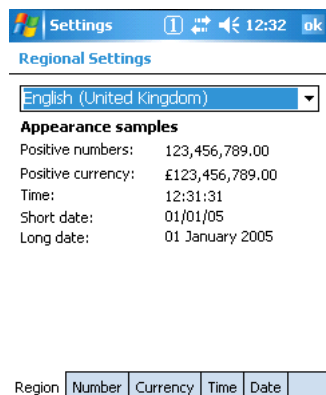 Settings 1 12:32 ok
Regional Settings
English (United Kingdom)
Appearance samples
Positive numbers: 123,456,789.00
Positive currency: £123,456,789.00
Time: 12:31:31
Short date: 01/01/05
Long date: 01 January 2005
Region Number Currency Time Date